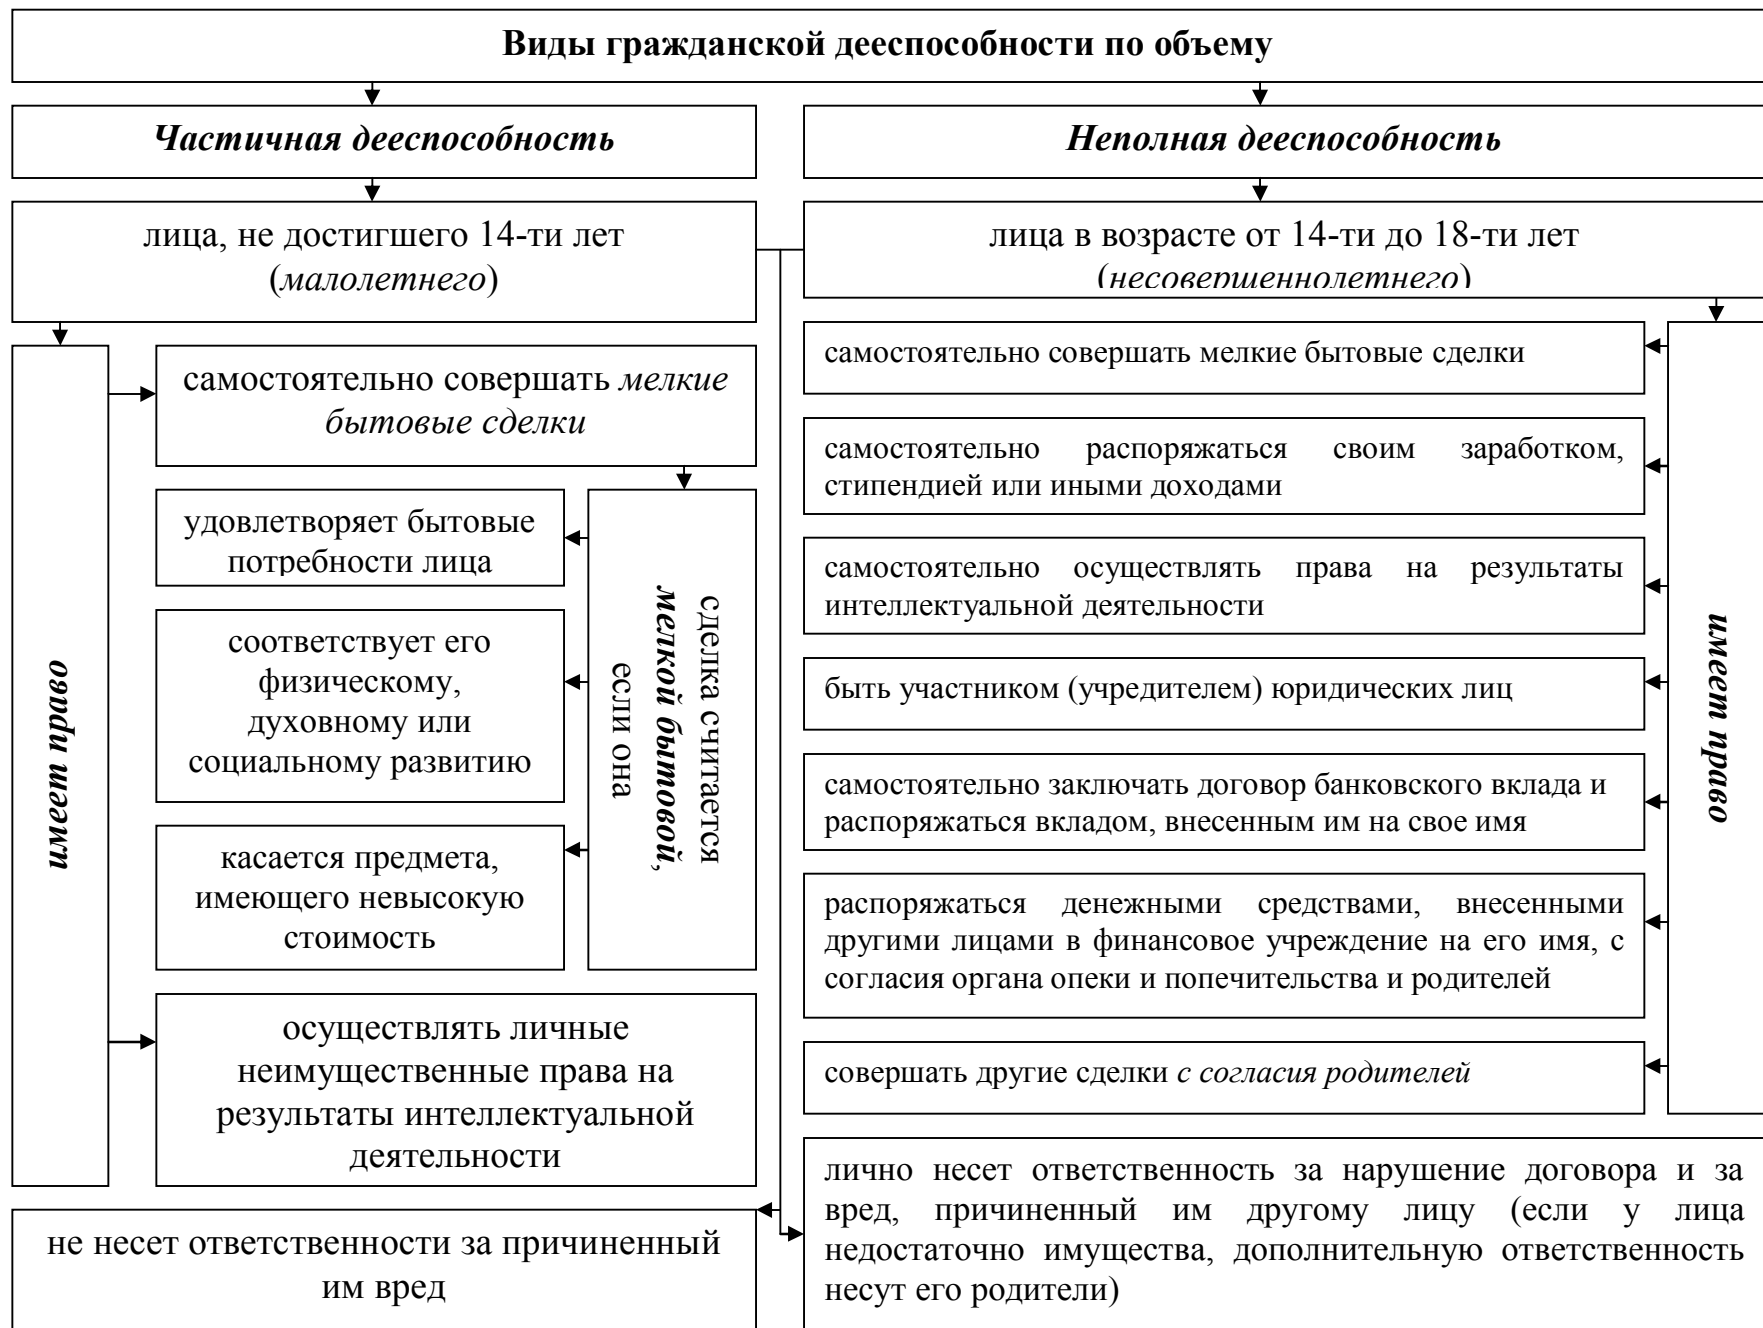 Виды гражданской дееспособности по объему
Частичная дееспособность
Неполная дееспособность
лица, не достигшего 14-ти лет
(малолетнего)
лица в возрасте от 14-ти до 18-ти лет
(несовершеннолетнего)
имеет право
самостоятельно совершать мелкие
бытовые сделки
сделка считается
мелкой бытовой,
если она
удовлетворяет бытовые
потребности лица
соответствует его
физическому,
духовному или
социальному развитию
касается предмета,
имеющего невысокую
стоимость
осуществлять личные
неимущественные права на
результаты интеллектуальной
деятельности
не несет ответственности за причиненный
им вред
имеет право
самостоятельно совершать мелкие бытовые сделки
самостоятельно распоряжаться своим заработком,
стипендией или иными доходами
самостоятельно осуществлять права на результаты
интеллектуальной деятельности
быть участником (учредителем) юридических лиц
самостоятельно заключать договор банковского вклада и
распоряжаться вкладом, внесенным им на свое имя
распоряжаться денежными средствами, внесенными
другими лицами в финансовое учреждение на его имя, с
согласия органа опеки и попечительства и родителей
совершать другие сделки с согласия родителей
лично несет ответственность за нарушение договора и за
вред, причиненный им другому лицу (если у лица
недостаточно имущества, дополнительную ответственность
несут его родители)